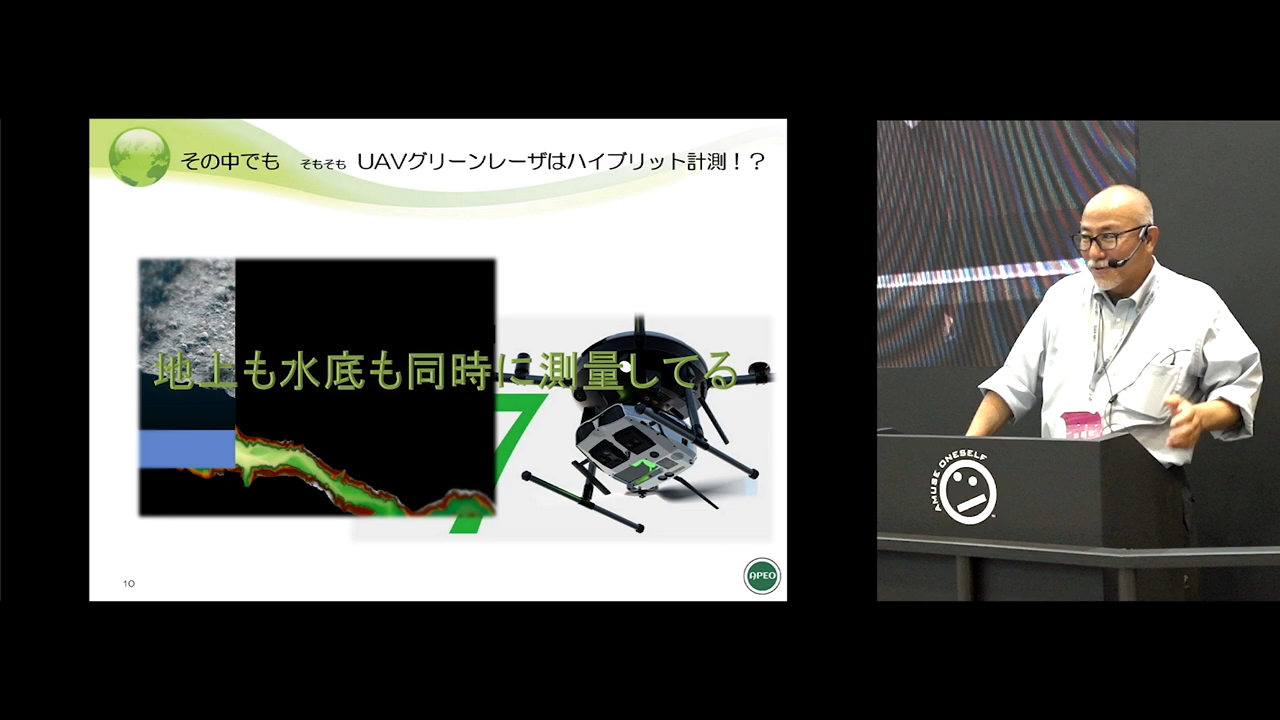 その中でも そもそも UAVグリーンレーザはハイブリット計測！？
地上も水底も同時に測量してる
7
10
APEO
AMUSE ONESELF